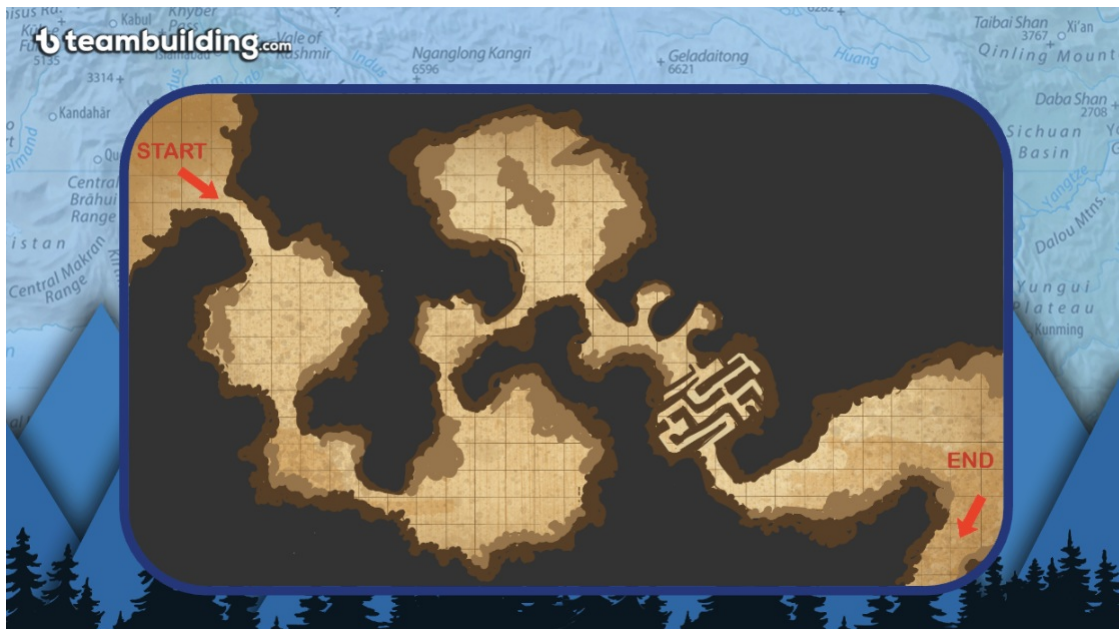 Kabul
Khyber
Pass
Taibai Shan
3767
Xi'an
teambuilding.com
Vale of
Kashmir
5135
Indus
Nganglong Kangri
6596
Geladaitong
6621
Huang
Qinling Mount
3314
Kandahār
Daba Shan
2708
Sichuan
Basin
START
Central
Brāhui
Range
Yangtze
Dalou Mtns.
Central Makran
Range
Yungui
Plateau
Kunming
END